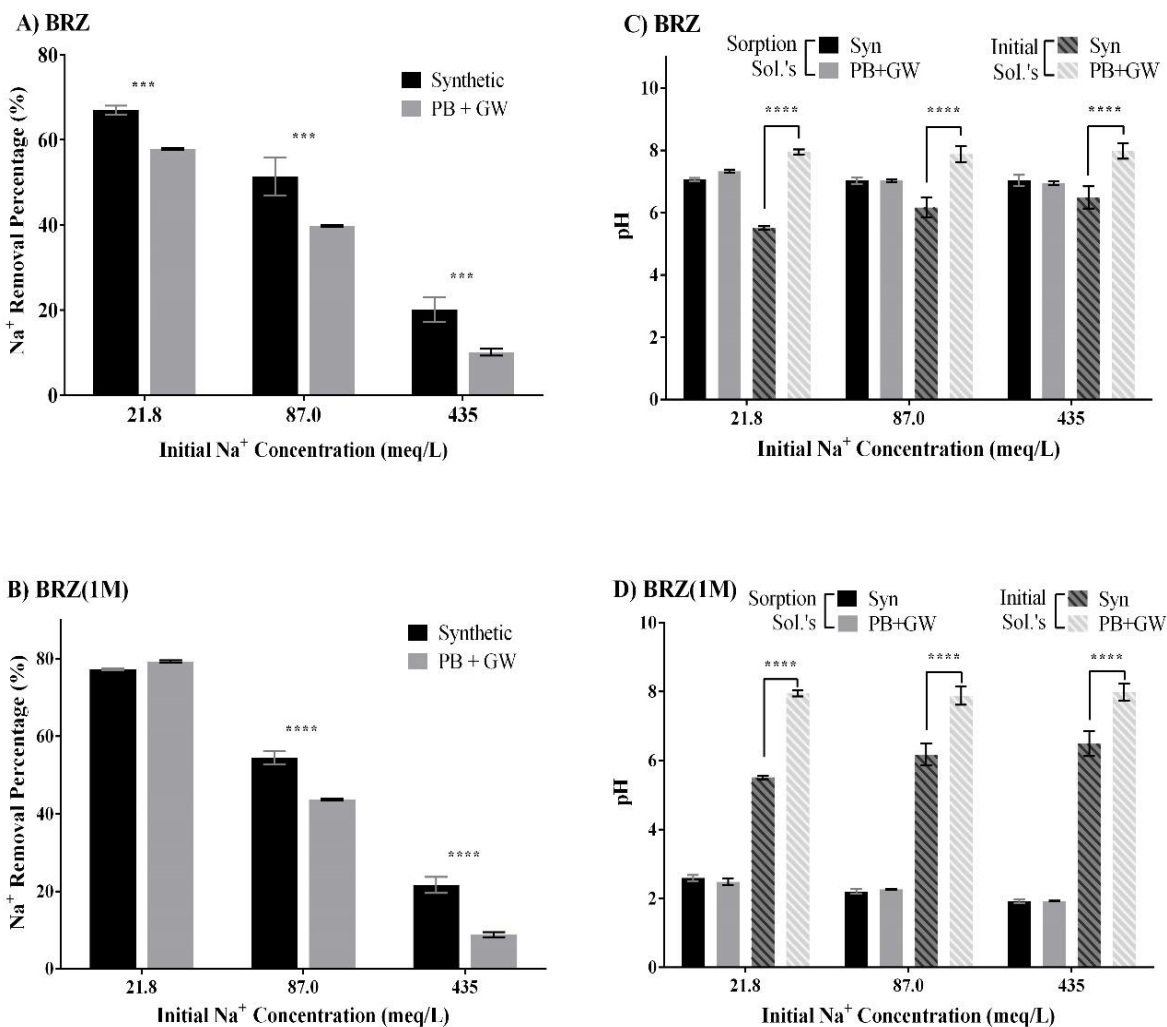 A) BRZ
Na⁺ Removal Percentage (%)
80
60
40
20
0
***
***
***
Synthetic
PB + GW
21.8
87.0
435
Initial Na⁺ Concentration (meq/L)
C) BRZ
Sorption Sol.'s
Syn
PB+GW
Initial Sol.'s
Syn
PB+GW
pH
10
8
6
4
2
0
****
****
****
21.8
87.0
435
Initial Na⁺ Concentration (meq/L)
B) BRZ(1M)
Na⁺ Removal Percentage (%)
80
60
40
20
0
****
****
Synthetic
PB + GW
21.8
87.0
435
Initial Na⁺ Concentration (meq/L)
D) BRZ(1M)
Sorption Sol.'s
Syn
PB+GW
Initial Sol.'s
Syn
PB+GW
pH
10
8
6
4
2
0
****
****
****
21.8
87.0
435
Initial Na⁺ Concentration (meq/L)